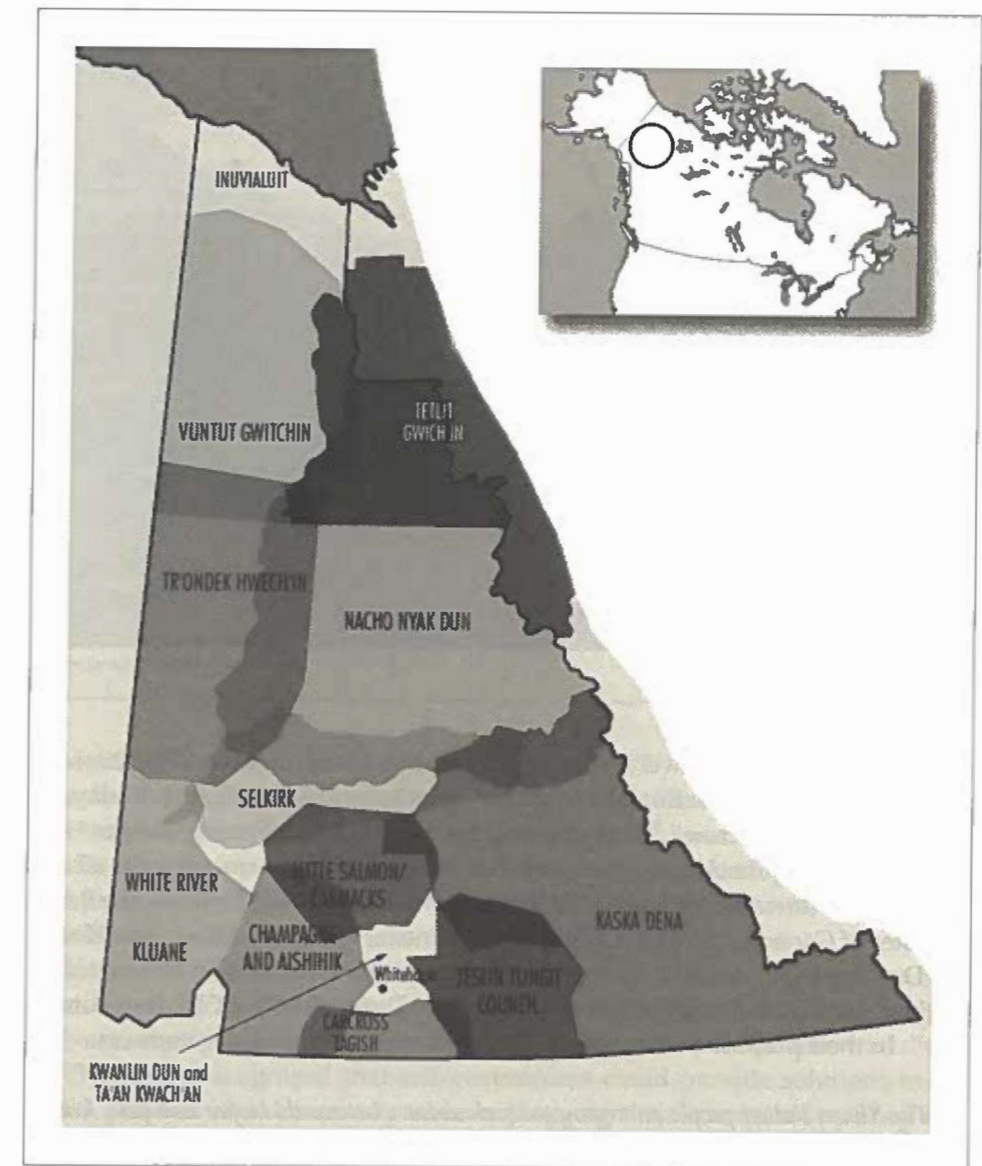 INUVIALUIT
VUNTUT GWITCHIN
TETLIT
GWICH'IN
TR'ONDEK HWECH'IN
NACHO NYAK DUN
SELKIRK
WHITE RIVER
LITTLE SALMON/
CARMACKS
KASKA DENA
KLUANE
CHAMPAGNE
AND AISHIHIK
Whitehorse
TESLIN TLINGIT
COUNCIL
CARCROSS
TAGISH
KWANLIN DUN and
TA'AN KWACH'AN